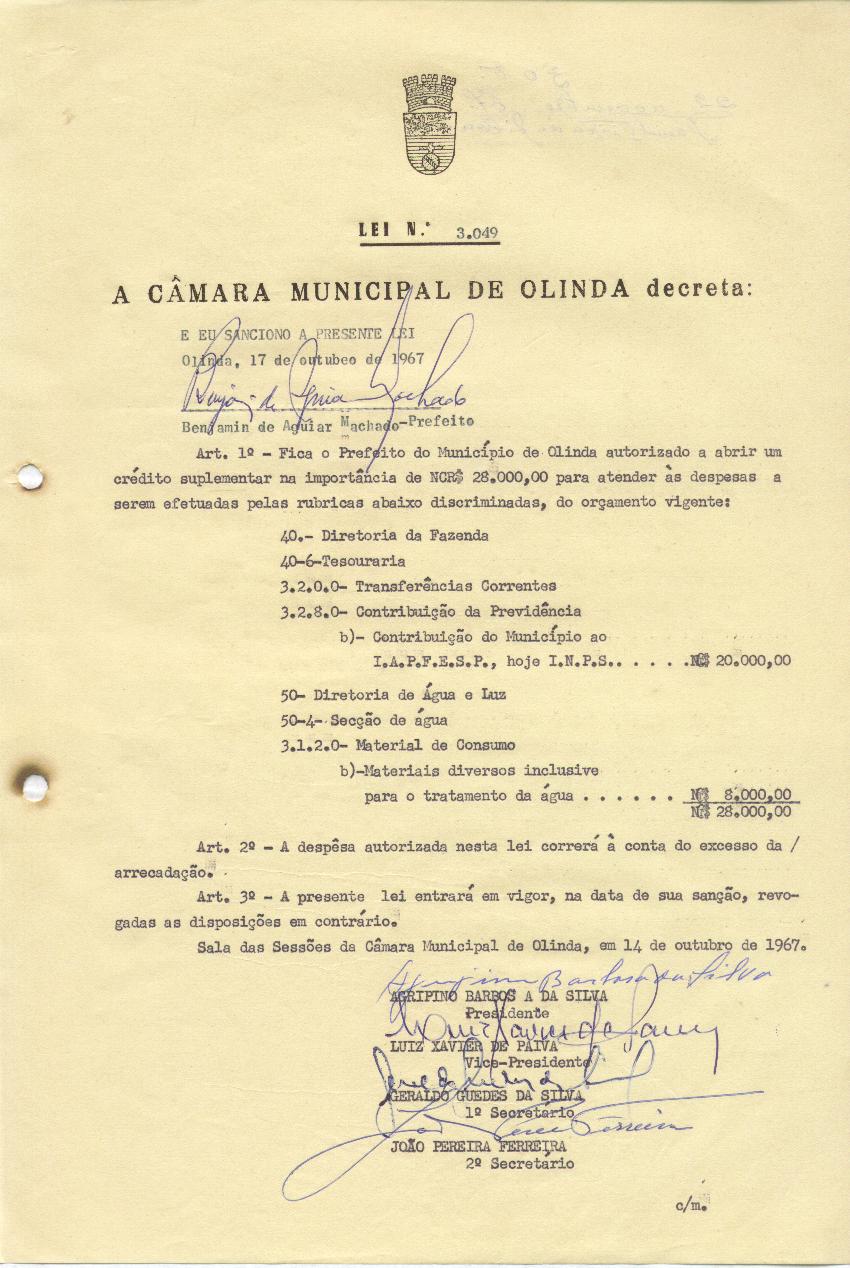 LEI N.º 3.049
A CÂMARA MUNICIPAL DE OLINDA decreta:
E EU SANCIONO A PRESENTE LEI
Olinda, 17 de outubeo de 1967
Benjamin de Aguiar Machado-Prefeito
Art. 1º - Fica o Prefeito do Município de Olinda autorizado a abrir um
crédito suplementar na importância de NCR$ 28.000,00 para atender às despesas a
serem efetuadas pelas rubricas abaixo discriminadas, do orçamento vigente:
40.- Diretoria da Fazenda
40-6-Tesouraria
3.2.0.0- Transferências Correntes
3.2.8.0- Contribuição da Previdência
b)- Contribuição do Município ao
I.A.P.F.E.S.P., hoje I.N.P.S.. . . . . .N$ 20.000,00
50- Diretoria de Água e Luz
50-4- Secção de água
3.1.2.0- Material de Consumo
b)-Materiais diversos inclusive
para o tratamento da água . . . . . . N$ 8.000,00
N$ 28.000,00
Art. 2º - A despêsa autorizada nesta lei correrá à conta do excesso da /
arrecadação.
Art. 3º - A presente lei entrará em vigor, na data de sua sanção, revo-
gadas as disposições em contrário.
Sala das Sessões da Câmara Municipal de Olinda, em 14 de outubro de 1967.
Agripino Barbosa da Silva
AGRIPINO BARBOS A DA SILVA
Presidente
LUIZ XAVIER DE PAIVA
Vice-Presidente
GERALDO GUEDES DA SILVA
1º Secretário
JOÃO PEREIRA FERREIRA
2º Secretário
c/m.